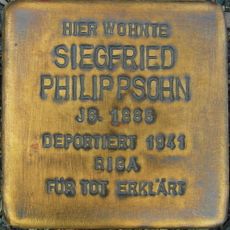 HIER WOHNTE
SIEGFRIED
PHILIPPSOHN
JG. 1886
DEPORTIERT 1941
RIGA
FÜR TOT ERKLÄRT